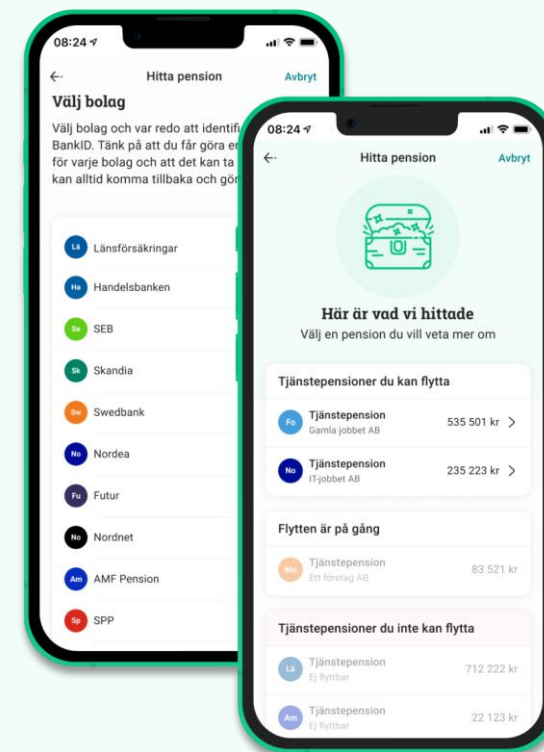 08:24
Hitta pension
Avbryt
Välj bolag
Välj bolag och var redo att identifi
BankID. Tänk på att du får göra en
för varje bolag och att det kan ta
kan alltid komma tillbaka och gör
Lä Länsförsäkringar
Ha Handelsbanken
Se SEB
Sk Skandia
Sw Swedbank
No Nordea
Fu Futur
No Nordnet
Am AMF Pension
Sp SPP
08:24
Hitta pension
Avbryt
Här är vad vi hittade
Välj en pension du vill veta mer om
Tjänstepensioner du kan flytta
Fo Tjänstepension 535 501 kr
Gamla jobbet AB
No Tjänstepension 235 223 kr
IT-jobbet AB
Flytten är på gång
Mo Tjänstepension 83 521 kr
Ett företag AB
Tjänstepensioner du inte kan flytta
Lä Tjänstepension 712 222 kr
Ej flyttbar
Am Tjänstepension 22 123 kr
Ej flyttbar